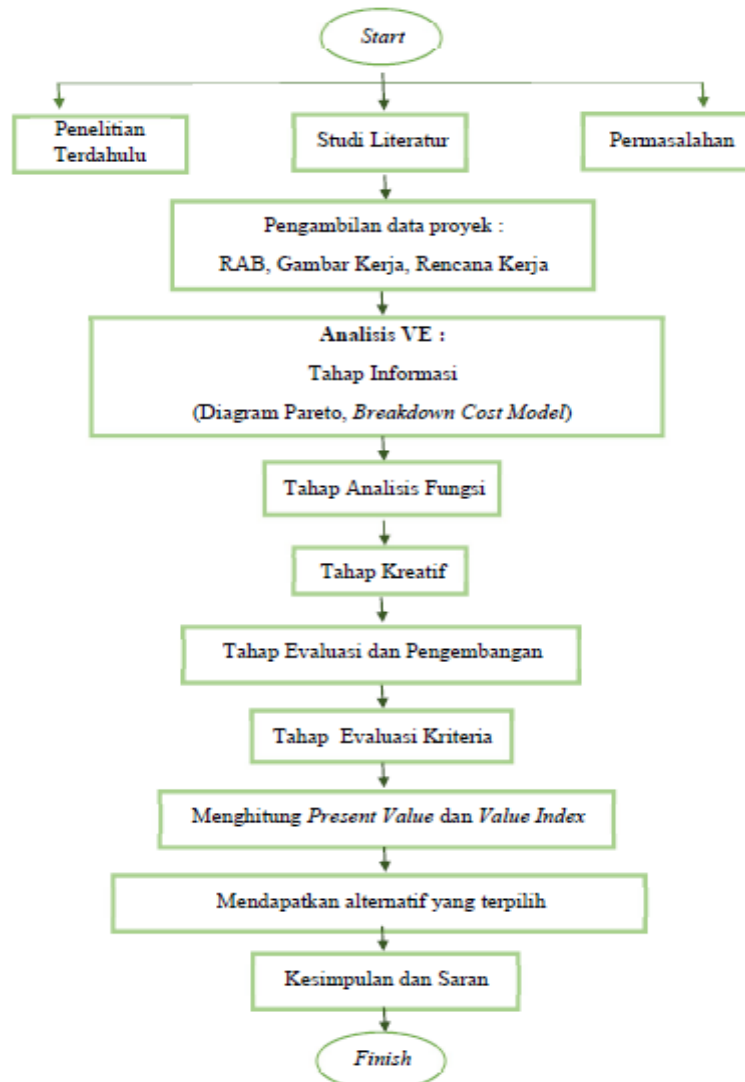 Start
Penelitian
Terdahulu
Studi Literatur
Permasalahan
Pengambilan data proyek :
RAB, Gambar Kerja, Rencana Kerja
Analisis VE :
Tahap Informasi
(Diagram Pareto, Breakdown Cost Model)
Tahap Analisis Fungsi
Tahap Kreatif
Tahap Evaluasi dan Pengembangan
Tahap Evaluasi Kriteria
Menghitung Present Value dan Value Index
Mendapatkan alternatif yang terpilih
Kesimpulan dan Saran
Finish